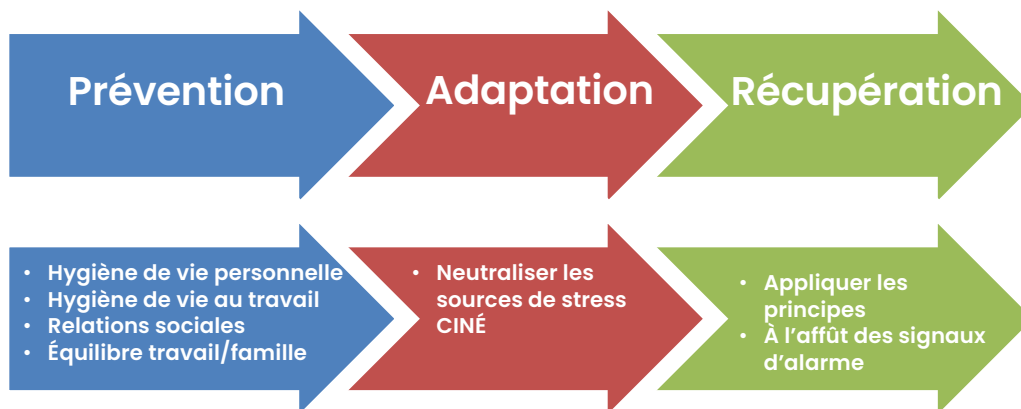 Prévention
Adaptation
Récupération
• Hygiène de vie personnelle
• Hygiène de vie au travail
• Relations sociales
• Équilibre travail/famille
• Neutraliser les
sources de stress
CINÉ
• Appliquer les
principes
• À l’affût des signaux
d’alarme